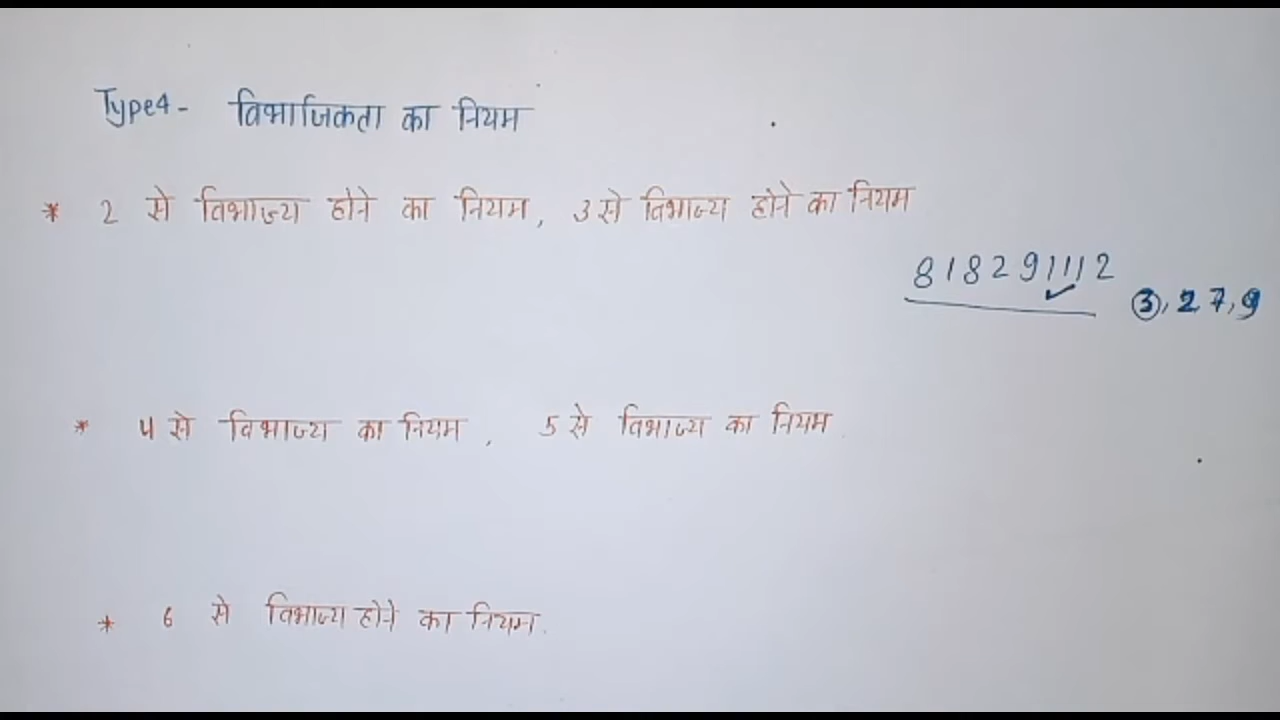 Type4- विभाजिकता का नियम
* 2 से विभाज्य होने का नियम, 3 से विभाज्य होने का नियम
818291112
3, 27, 9
* 4 से विभाज्य का नियम, 5 से विभाज्य का नियम
* 6 से विभाज्य होने का नियम.